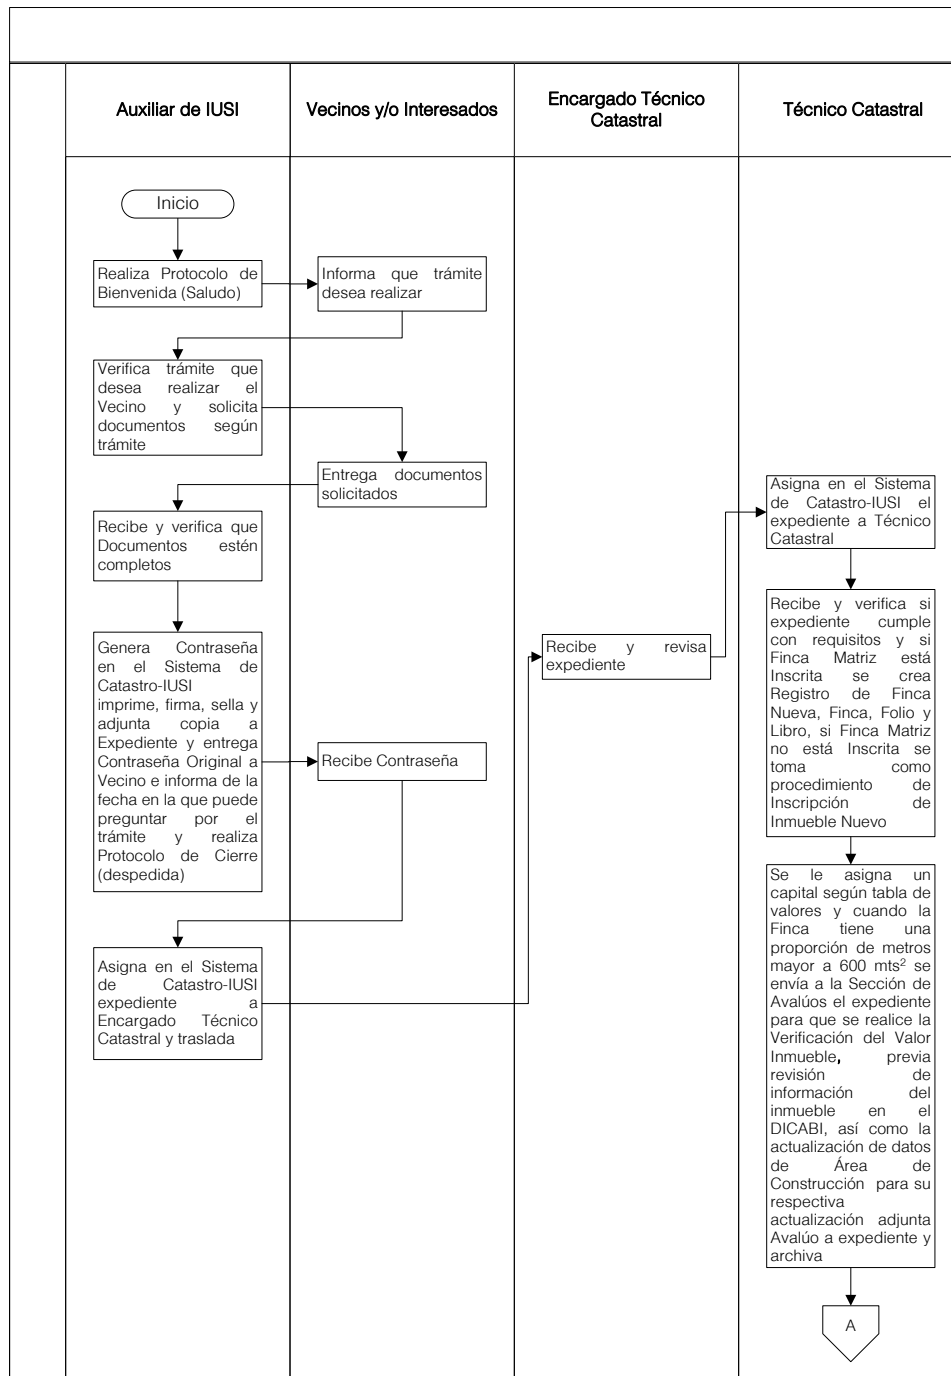 Auxiliar de IUSI
Vecinos y/o Interesados
Encargado Técnico
Catastral
Técnico Catastral
Inicio
Realiza Protocolo de
Bienvenida (Saludo)
Informa que trámite
desea realizar
Verifica trámite que
desea realizar el
Vecino y solicita
documentos según
trámite
Entrega documentos
solicitados
Recibe y verifica que
Documentos estén
completos
Genera Contraseña
en el Sistema de
Catastro-IUSI
imprime, firma, sella y
adjunta copia a
Expediente y entrega
Contraseña Original a
Vecino e informa de la
fecha en la que puede
preguntar por el
trámite y realiza
Protocolo de Cierre
(despedida)
Recibe Contraseña
Asigna en el Sistema
de Catastro-IUSI
expediente a
Encargado Técnico
Catastral y traslada
Recibe y revisa
expediente
Asigna en el Sistema
de Catastro-IUSI el
expediente a Técnico
Catastral
Recibe y verifica si
expediente cumple
con requisitos y si
Finca Matriz está
Inscrita se crea
Registro de Finca
Nueva, Finca, Folio y
Libro, si Finca Matriz
no está Inscrita se
toma como
procedimiento de
Inscripción de
Inmueble Nuevo
Se le asigna un
capital según tabla de
valores y cuando la
Finca tiene una
proporción de metros
mayor a 600 mts² se
envía a la Sección de
Avalúos el expediente
para que se realice la
Verificación del Valor
Inmueble, previa
revisión de
información del
inmueble en el
DICABI, así como la
actualización de datos
de Área de
Construcción para su
respectiva
actualización adjunta
Avalúo a expediente y
archiva
A